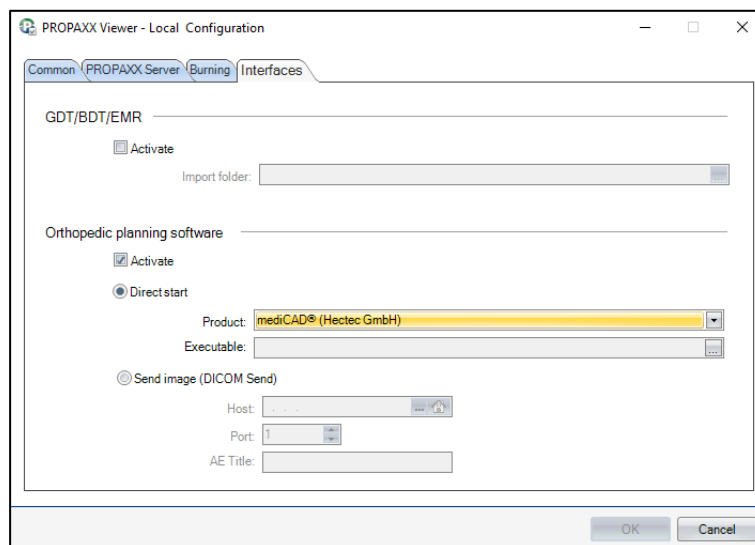 PROPAXX Viewer - Local Configuration
Common PROPAXX Server Burning Interfaces
GDT/BDT/EMR
Activate
Import folder: ...
Orthopedic planning software
Activate
Direct start
Product: mediCAD® (Hectec GmbH)
Executable: ...
Send image (DICOM Send)
Host: . . . ...
Port: 1
AE Title:
OK Cancel